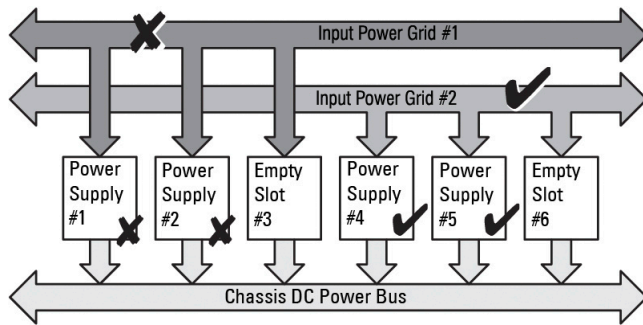 Input Power Grid #1
Input Power Grid #2
Power
Supply
#1
Power
Supply
#2
Empty
Slot
#3
Power
Supply
#4
Power
Supply
#5
Empty
Slot
#6
Chassis DC Power Bus